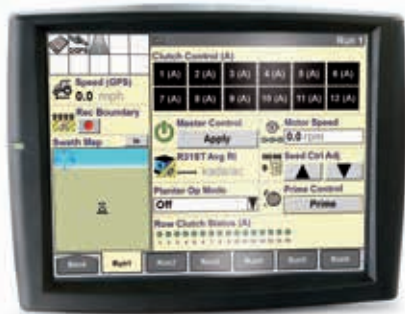 DGPS
Run 1
Clutch Control (A)
1 (A) 2 (A) 3 (A) 4 (A) 5 (A) 6 (A)
7 (A) 8 (A) 9 (A) 10 (A) 11 (A) 12 (A)
Speed (GPS)
0.0 mph
Rec Boundary
Swath Map
Master Control
Apply
Motor Speed
0.0 rpm
Seed Ctrl Adj
Planter Op Mode
Off
Prime Control
Prime
Row Clutch Status (A)
Run1